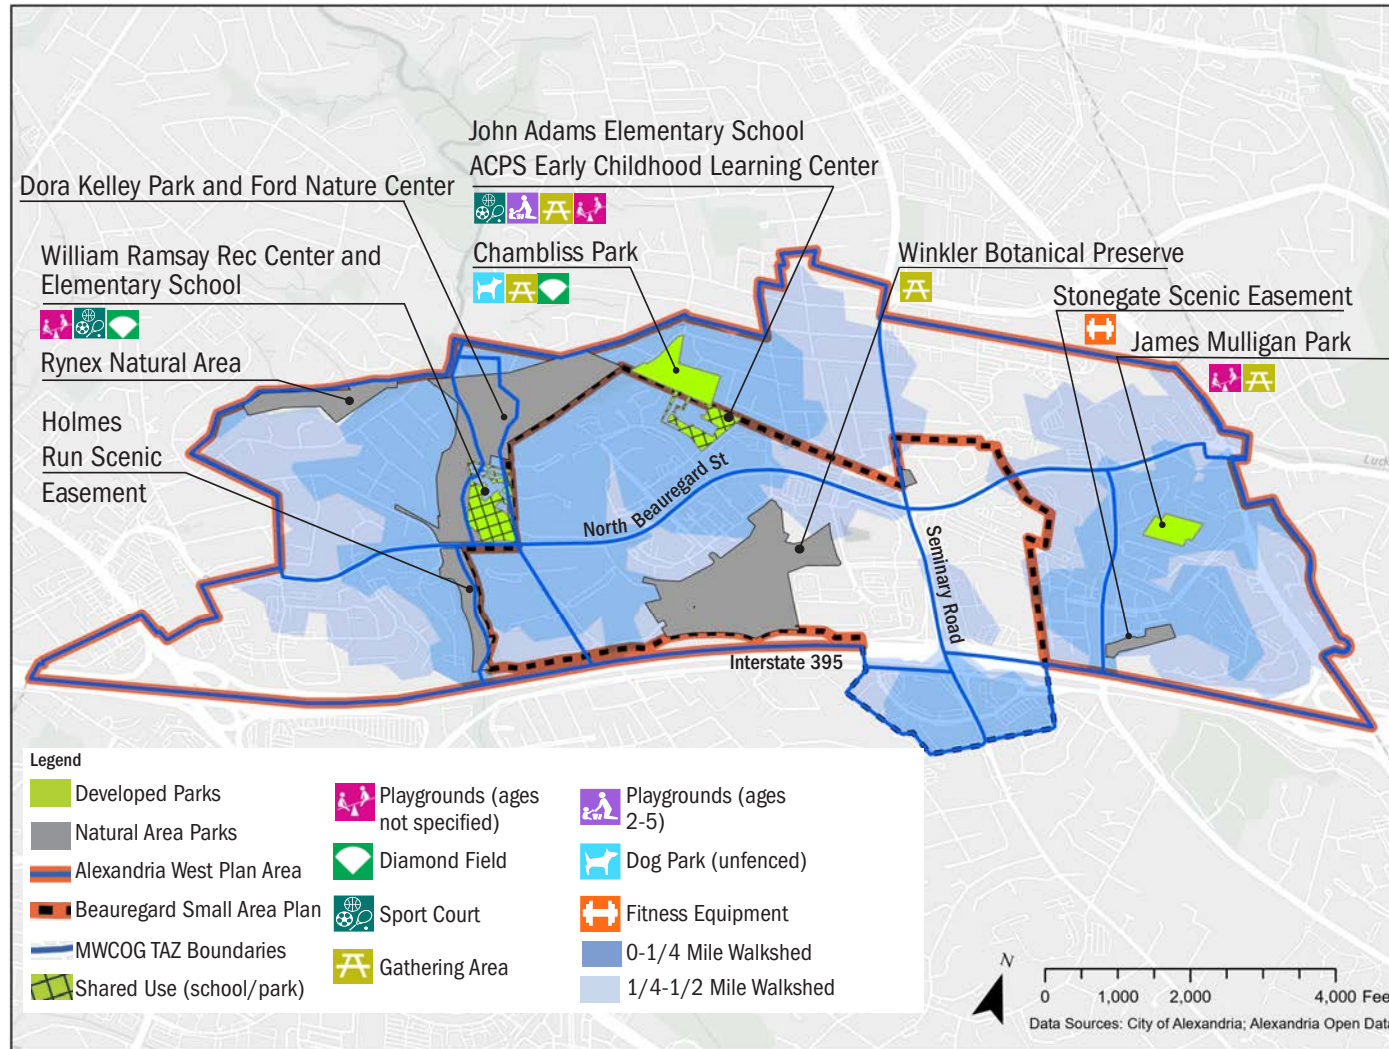 John Adams Elementary School
ACPS Early Childhood Learning Center
Dora Kelley Park and Ford Nature Center
William Ramsay Rec Center and
Elementary School
Chambliss Park
Winkler Botanical Preserve
Stonegate Scenic Easement
James Mulligan Park
Rynex Natural Area
Holmes
Run Scenic
Easement
North Beauregard St
Seminary Road
Interstate 395
Luck
Legend
Developed Parks
Natural Area Parks
Alexandria West Plan Area
Beauregard Small Area Plan
MWCOG TAZ Boundaries
Shared Use (school/park)
Playgrounds (ages
not specified)
Diamond Field
Sport Court
Gathering Area
Playgrounds (ages
2-5)
Dog Park (unfenced)
Fitness Equipment
0-1/4 Mile Walkshed
1/4-1/2 Mile Walkshed
N
0 1,000 2,000 4,000 Fee
Data Sources: City of Alexandria; Alexandria Open Data